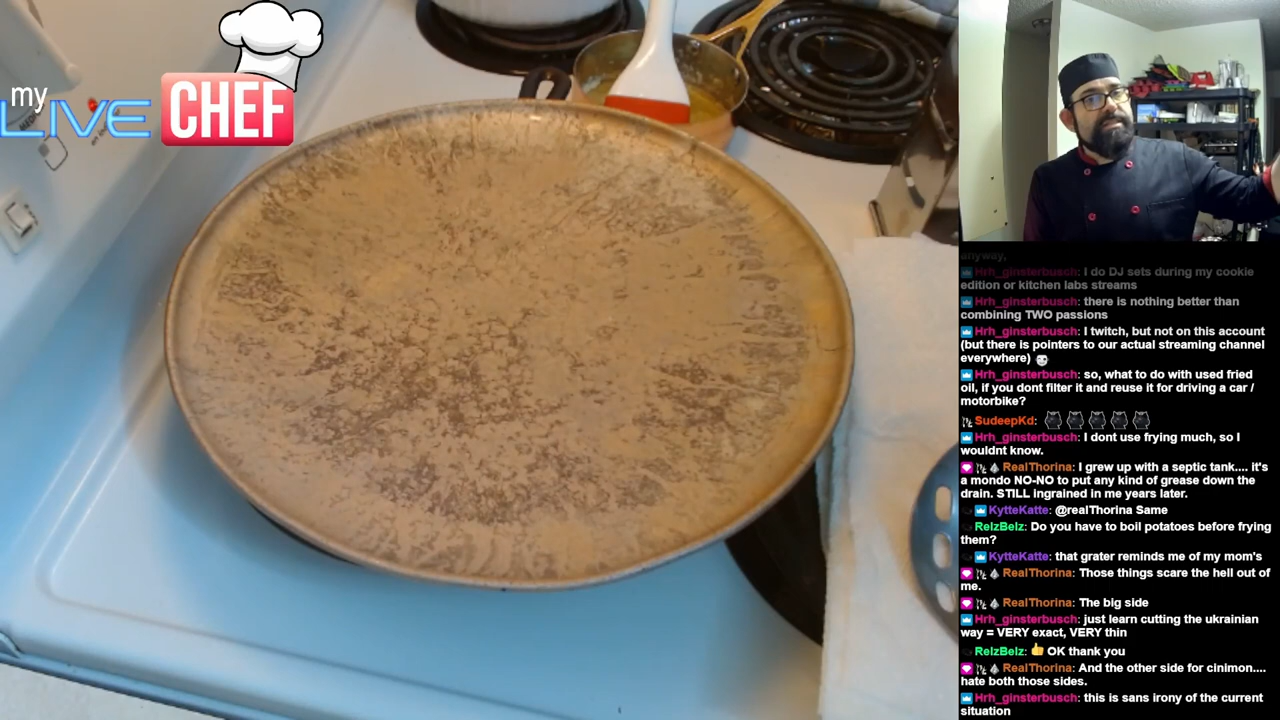 my
LIVE CHEF
anyway,
Hrh_ginsterbusch: I do DJ sets during my cookie
edition or kitchen labs streams
Hrh_ginsterbusch: there is nothing better than
combining TWO passions
Hrh_ginsterbusch: I twitch, but not on this account
(but there is pointers to our actual streaming channel
everywhere)
Hrh_ginsterbusch: so, what to do with used fried
oil, if you dont filter it and reuse it for driving a car /
motorbike?
SudeepKd:
Hrh_ginsterbusch: I dont use frying much, so I
wouldnt know.
RealThorina: I grew up with a septic tank.... it's
a mondo NO-NO to put any kind of grease down the
drain. STILL ingrained in me years later.
KytteKatte: @realThorina Same
RelzBelz: Do you have to boil potatoes before frying
them?
KytteKatte: that grater reminds me of my mom's
RealThorina: Those things scare the hell out of
me.
RealThorina: The big side
Hrh_ginsterbusch: just learn cutting the ukrainian
way = VERY exact, VERY thin
RelzBelz: 👍 OK thank you
RealThorina: And the other side for cinimon....
hate both those sides.
Hrh_ginsterbusch: this is sans irony of the current
situation